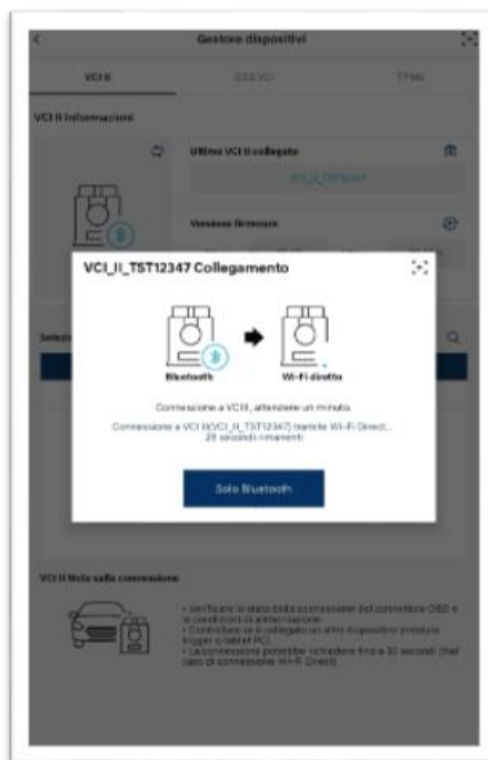 Gestore dispositivi
VCI II
TPMS
VCI II Informazioni
Ultimo VCI II collegato
VCI_II_TST12347
Versione firmware
VCI_II_TST12347 Collegamento
Bluetooth
Wi-Fi diretto
Connessione a VCI II, attendere un minuto.
Connessione a VCI II(VCI_II_TST12347) tramite Wi-Fi Direct...
28 secondi rimanenti
Solo Bluetooth
VCI II Note sulla connessione
• Verificare lo stato della connessione del connettore OBD e
le condizioni di alimentazione.
• Controllare se è collegato un altro dispositivo (modulo
trigger o tablet PC).
• La connessione potrebbe richiedere fino a 30 secondi (Nel
caso di connessione Wi-Fi Direct)